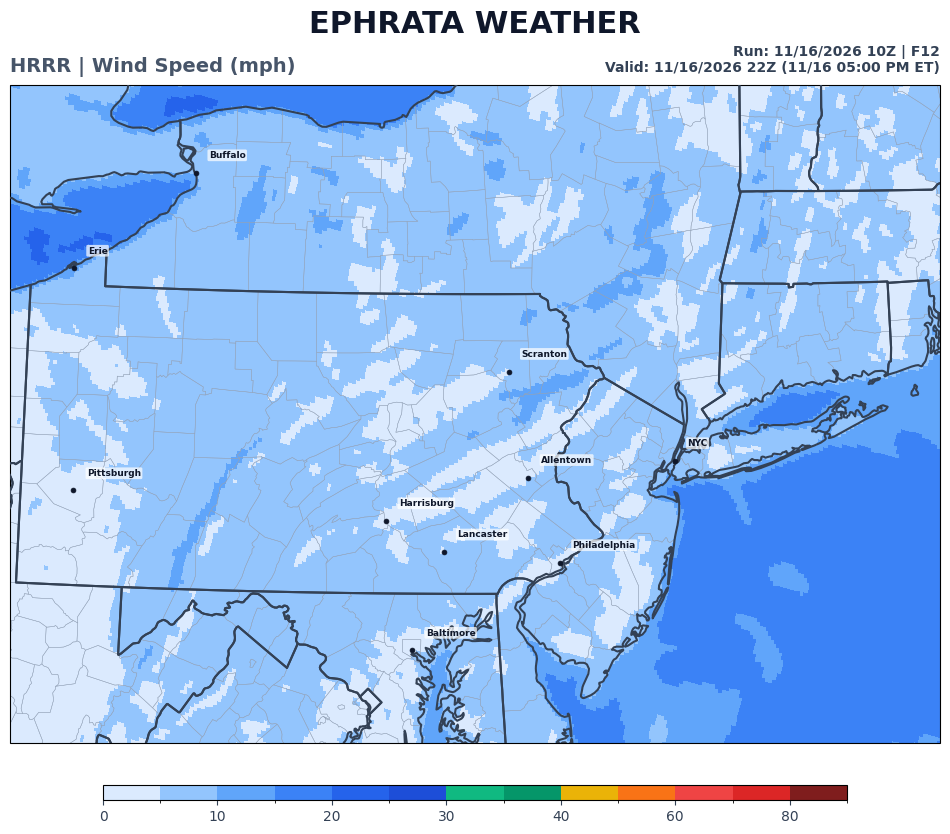 EPHRATA WEATHER
HRRR | Wind Speed (mph)
Run: 11/16/2026 10Z | F12
Valid: 11/16/2026 22Z (11/16 05:00 PM ET)
Buffalo
Erie
Scranton
NYC
Pittsburgh
Allentown
Harrisburg
Lancaster
Philadelphia
Baltimore
0 10 20 30 40 60 80